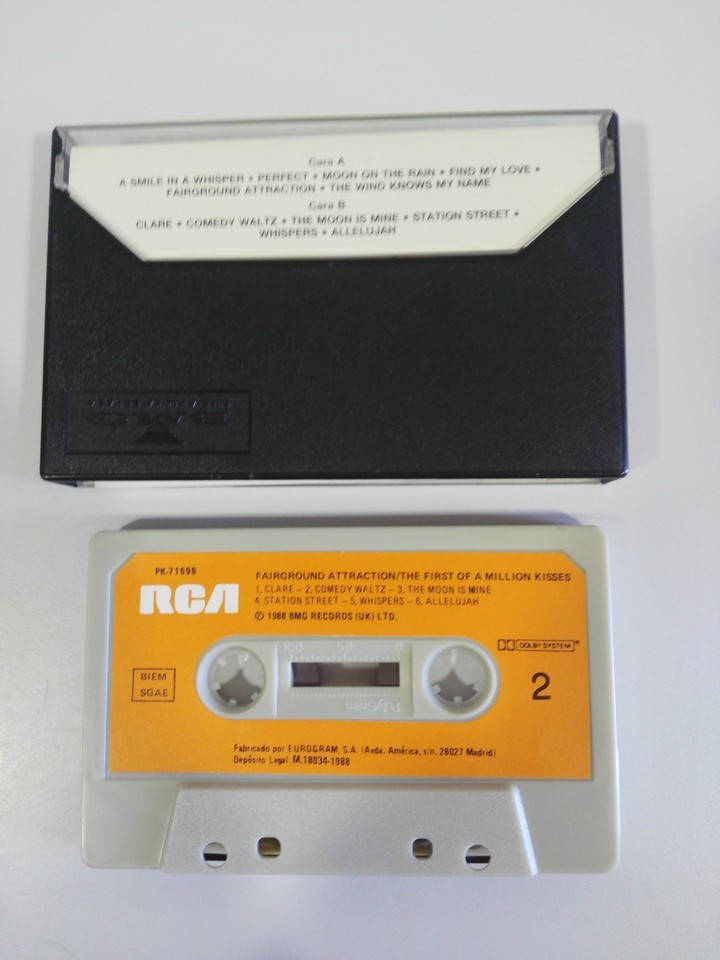 Cara A
A SMILE IN A WHISPER • PERFECT • MOON ON THE RAIN • FIND MY LOVE •
FAIRGROUND ATTRACTION • THE WIND KNOWS MY NAME
Cara B
CLARE • COMEDY WALTZ • THE MOON IS MINE • STATION STREET •
WHISPERS • ALLELUJAH
PK-71696
RCA
FAIRGROUND ATTRACTION/THE FIRST OF A MILLION KISSES
1, CLARE – 2, COMEDY WALTZ – 3, THE MOON IS MINE
4, STATION STREET – 5, WHISPERS – 6, ALLELUJAH
℗ 1988 BMG RECORDS (UK) LTD.
DOLBY SYSTEM®
BIEM
SGAE
100 50 0
PolyGram
2
Fabricado por EUROGRAM, S.A. (Avda. América, s/n. 28027 Madrid)
Depósito Legal: M.18034-1988